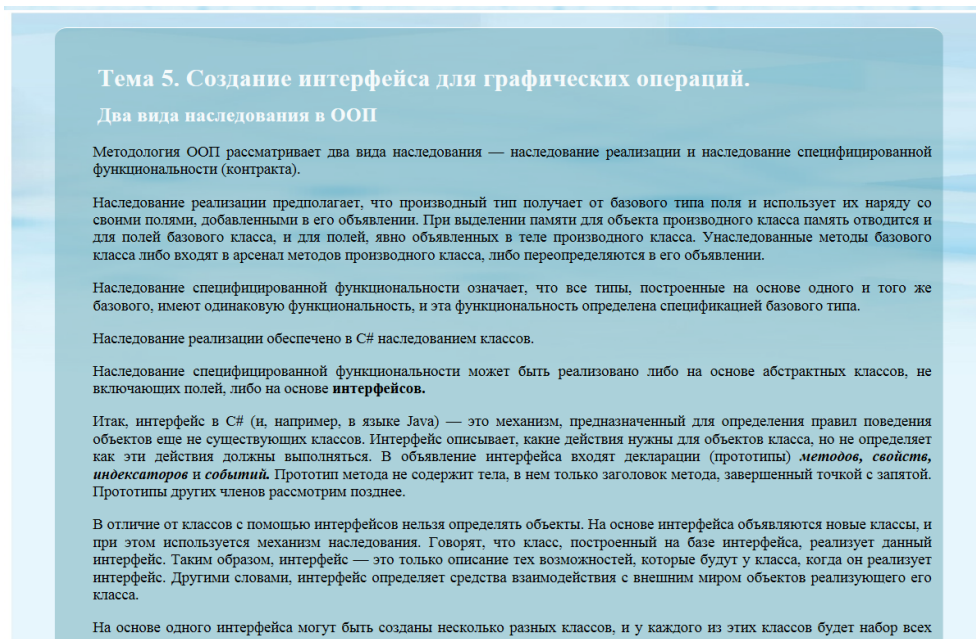 Тема 5. Создание интерфейса для графических операций.
Два вида наследования в ООП
Методология ООП рассматривает два вида наследования — наследование реализации и наследование специфицированной
функциональности (контракта).
Наследование реализации предполагает, что производный тип получает от базового типа поля и использует их наряду со
своими полями, добавленными в его объявлении. При выделении памяти для объекта производного класса память отводится и
для полей базового класса, и для полей, явно объявленных в теле производного класса. Унаследованные методы базового
класса либо входят в арсенал методов производного класса, либо переопределяются в его объявлении.
Наследование специфицированной функциональности означает, что все типы, построенные на основе одного и того же
базового, имеют одинаковую функциональность, и эта функциональность определена спецификацией базового типа.
Наследование реализации обеспечено в C# наследованием классов.
Наследование специфицированной функциональности может быть реализовано либо на основе абстрактных классов, не
включающих полей, либо на основе интерфейсов.
Итак, интерфейс в C# (и, например, в языке Java) — это механизм, предназначенный для определения правил поведения
объектов еще не существующих классов. Интерфейс описывает, какие действия нужны для объектов класса, но не определяет
как эти действия должны выполняться. В объявление интерфейса входят декларации (прототипы) методов, свойств,
индексаторов и событий. Прототип метода не содержит тела, в нем только заголовок метода, завершенный точкой с запятой.
Прототипы других членов рассмотрим позднее.
В отличие от классов с помощью интерфейсов нельзя определять объекты. На основе интерфейса объявляются новые классы, и
при этом используется механизм наследования. Говорят, что класс, построенный на базе интерфейса, реализует данный
интерфейс. Таким образом, интерфейс — это только описание тех возможностей, которые будут у класса, когда он реализует
интерфейс. Другими словами, интерфейс определяет средства взаимодействия с внешним миром объектов реализующего его
класса.
На основе одного интерфейса могут быть созданы несколько разных классов, и у каждого из этих классов будет набор всех